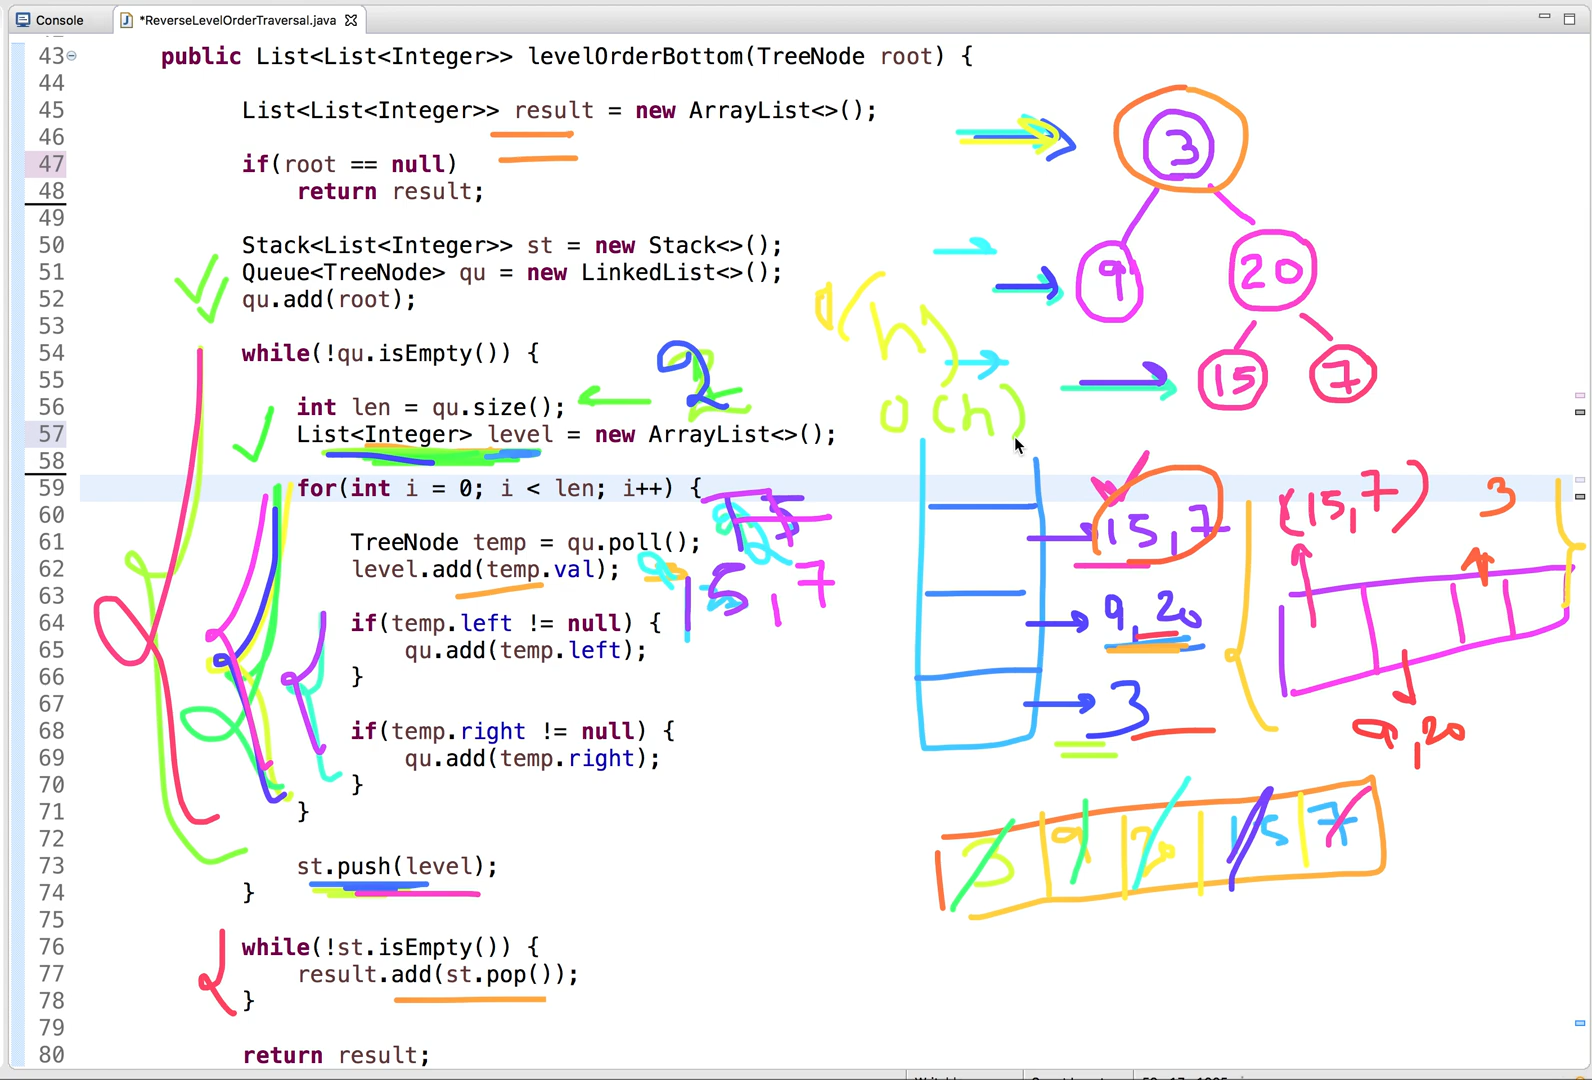 Console
*ReverseLevelOrderTraversal.java
43 public List<List<Integer>> levelOrderBottom(TreeNode root) {
44
45 List<List<Integer>> result = new ArrayList<>();
46
47 if(root == null)
48 return result;
49
50 Stack<List<Integer>> st = new Stack<>();
51 Queue<TreeNode> qu = new LinkedList<>();
52 qu.add(root);
53
54 while(!qu.isEmpty()) {
55
56 int len = qu.size();
57 List<Integer> level = new ArrayList<>();
58
59 for(int i = 0; i < len; i++) {
60
61 TreeNode temp = qu.poll();
62 level.add(temp.val);
63
64 if(temp.left != null) {
65 qu.add(temp.left);
66 }
67
68 if(temp.right != null) {
69 qu.add(temp.right);
70 }
71 }
72
73 st.push(level);
74 }
75
76 while(!st.isEmpty()) {
77 result.add(st.pop());
78 }
79
80 return result;
2
15,7
3
9 20
15 7
(h)
O(h)
15,7
9,20
3
(15,7) 3
9,20
3 9 20 15 7